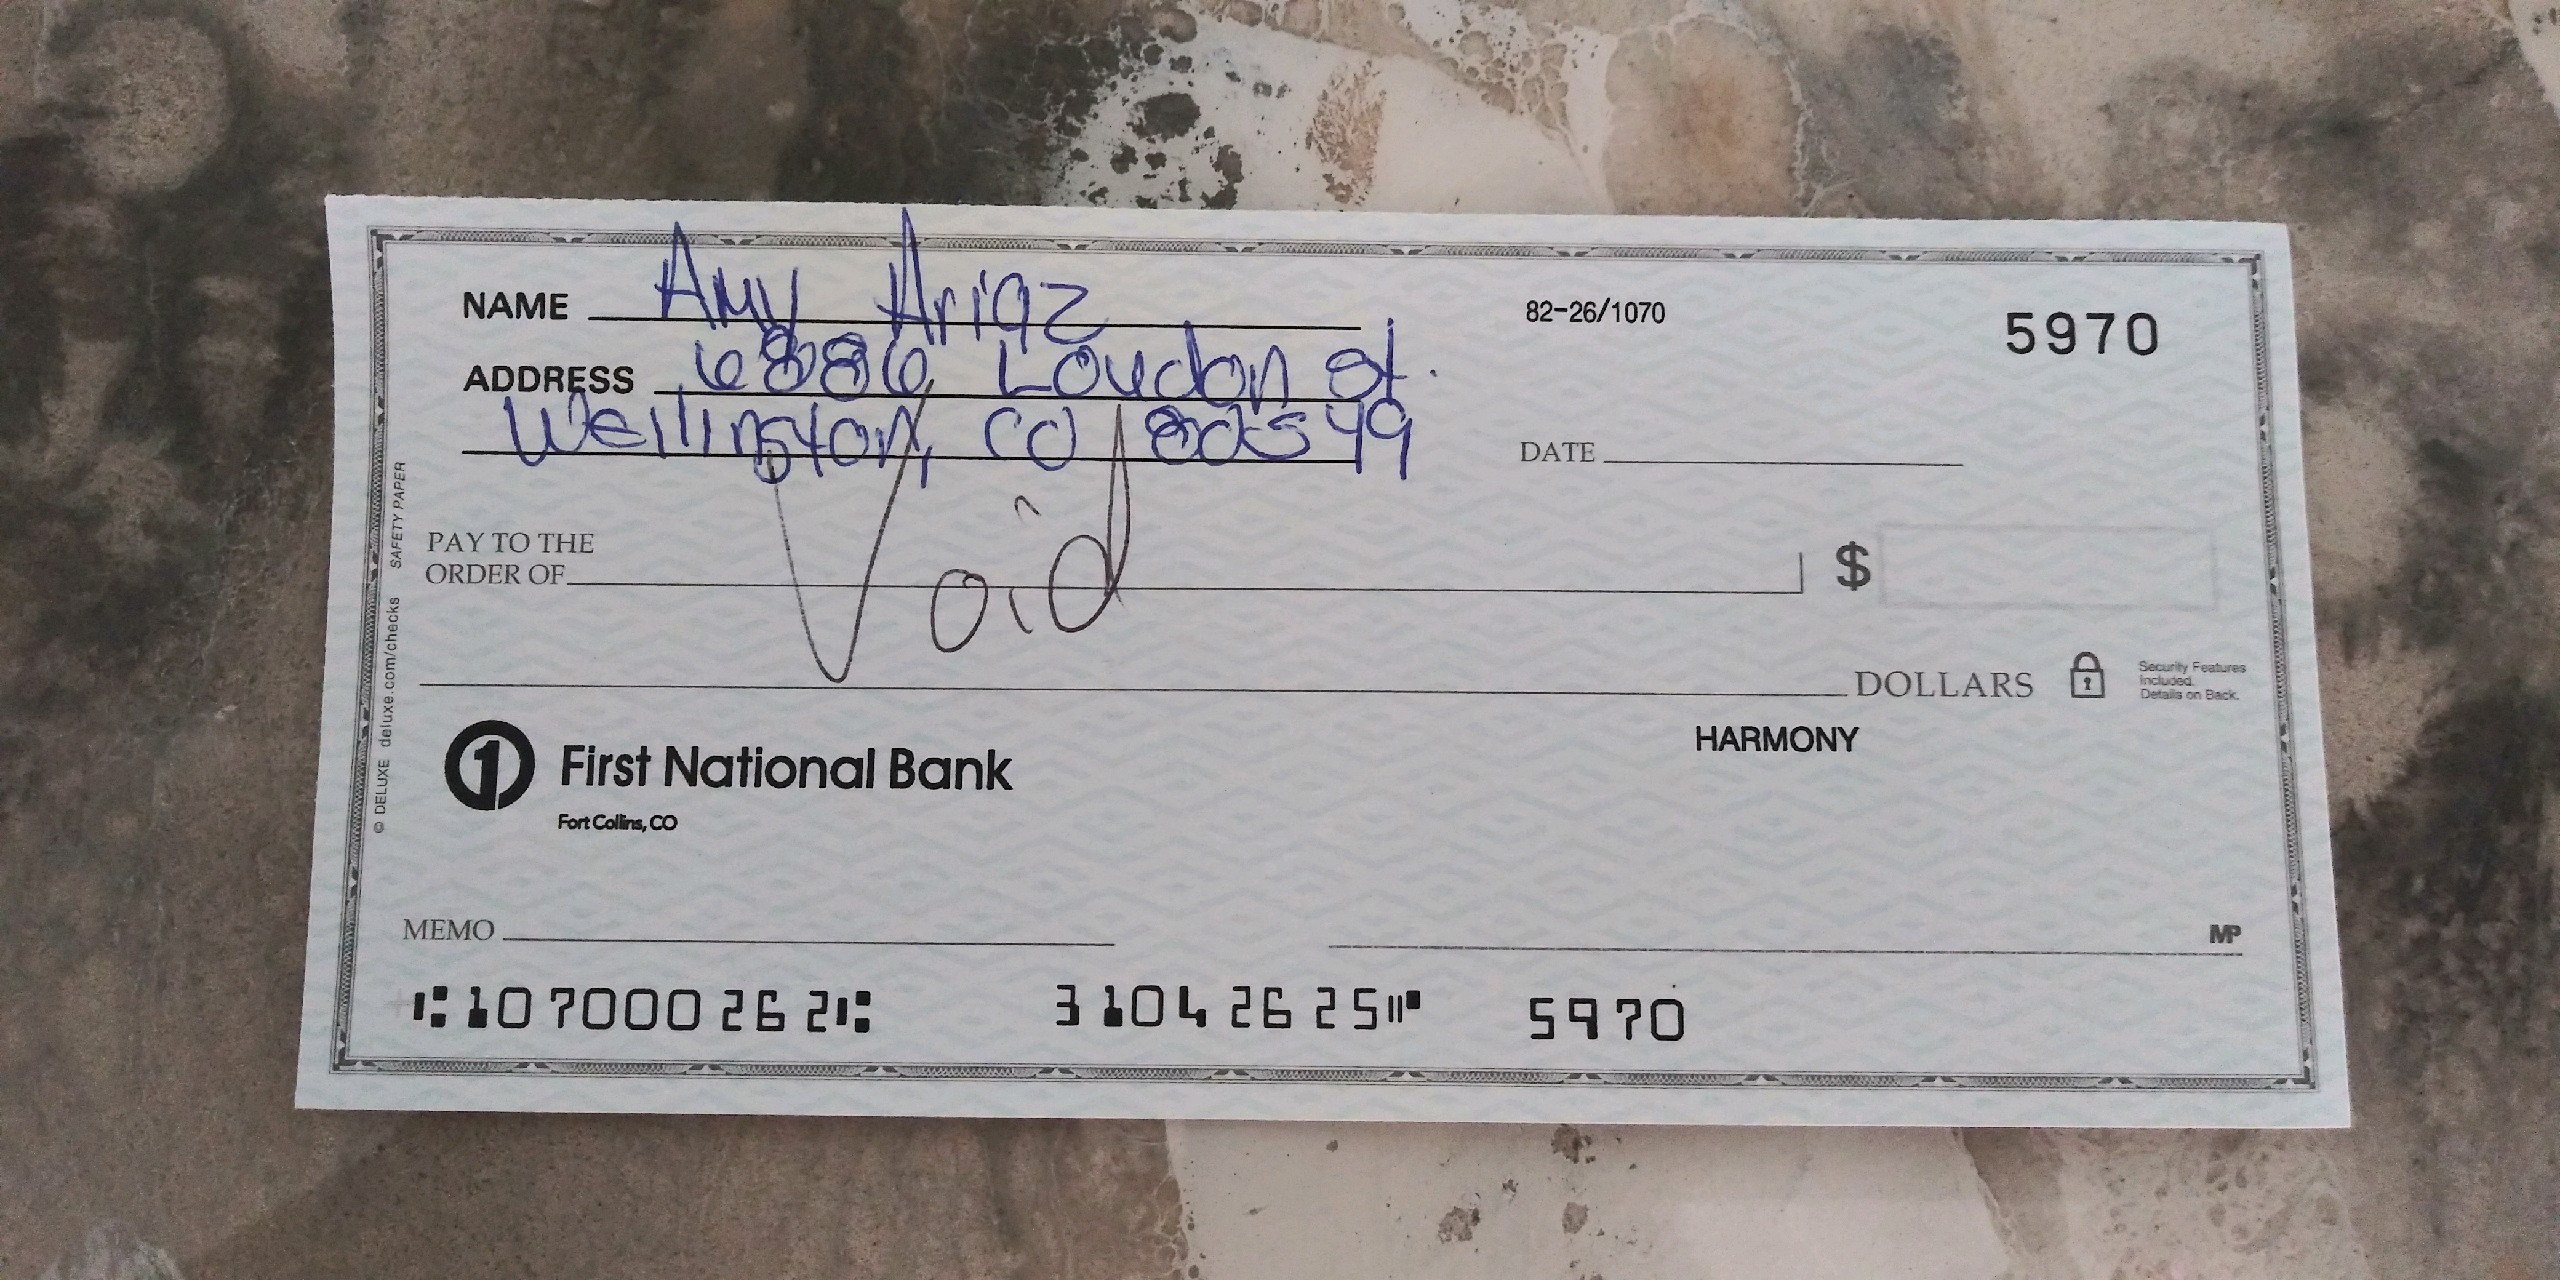 NAME Amy Ariaz
82-26/1070
5970
ADDRESS 6886 Loudon st.
Wellington, CO 80549
DATE
PAY TO THE
ORDER OF
$
Void
DOLLARS
Security Features
Included.
Details on Back.
HARMONY
1 First National Bank
Fort Collins, CO
MEMO
MP
⑆107000262⑆ 310426625⑈ 5970
© DELUXE deluxe.com/checks SAFETY PAPER